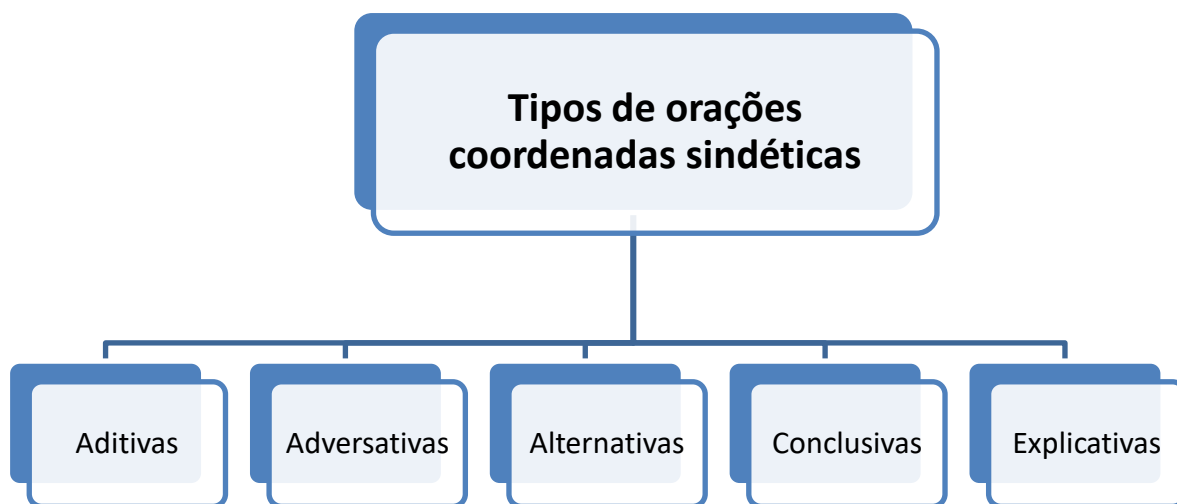 Tipos de orações
coordenadas sindéticas
Aditivas
Adversativas
Alternativas
Conclusivas
Explicativas